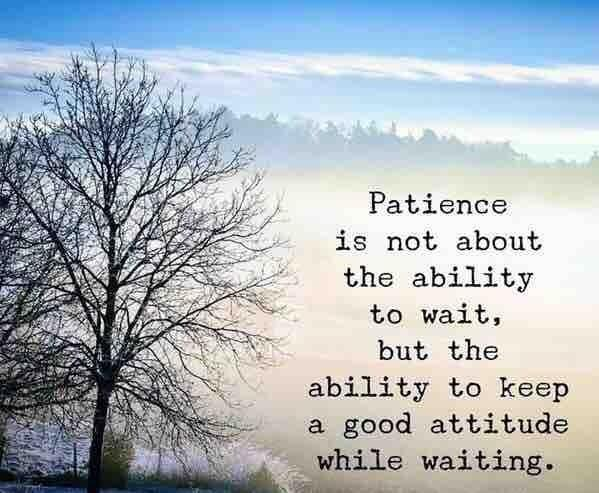 Patience
is not about
the ability
to wait,
but the
ability to keep
a good attitude
while waiting.